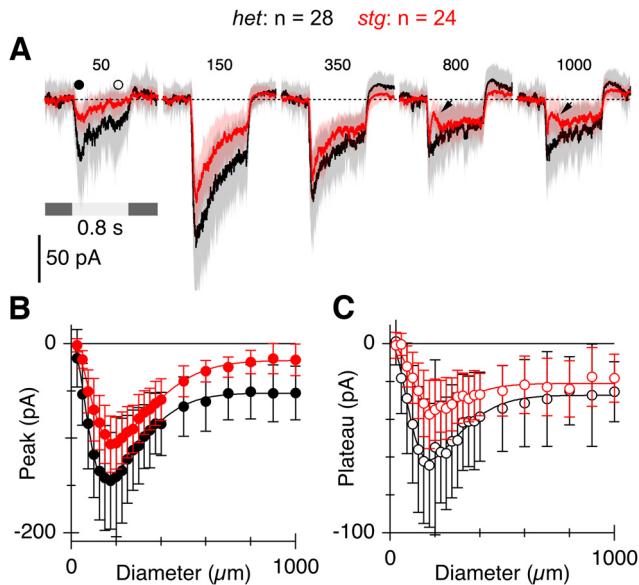 het: n = 28 stg: n = 24
A
50 150 350 800 1000
0.8 s
50 pA
B C
0 0
Peak (pA) Plateau (pA)
-200 -100
0 1000 0 1000
Diameter (µm) Diameter (µm)